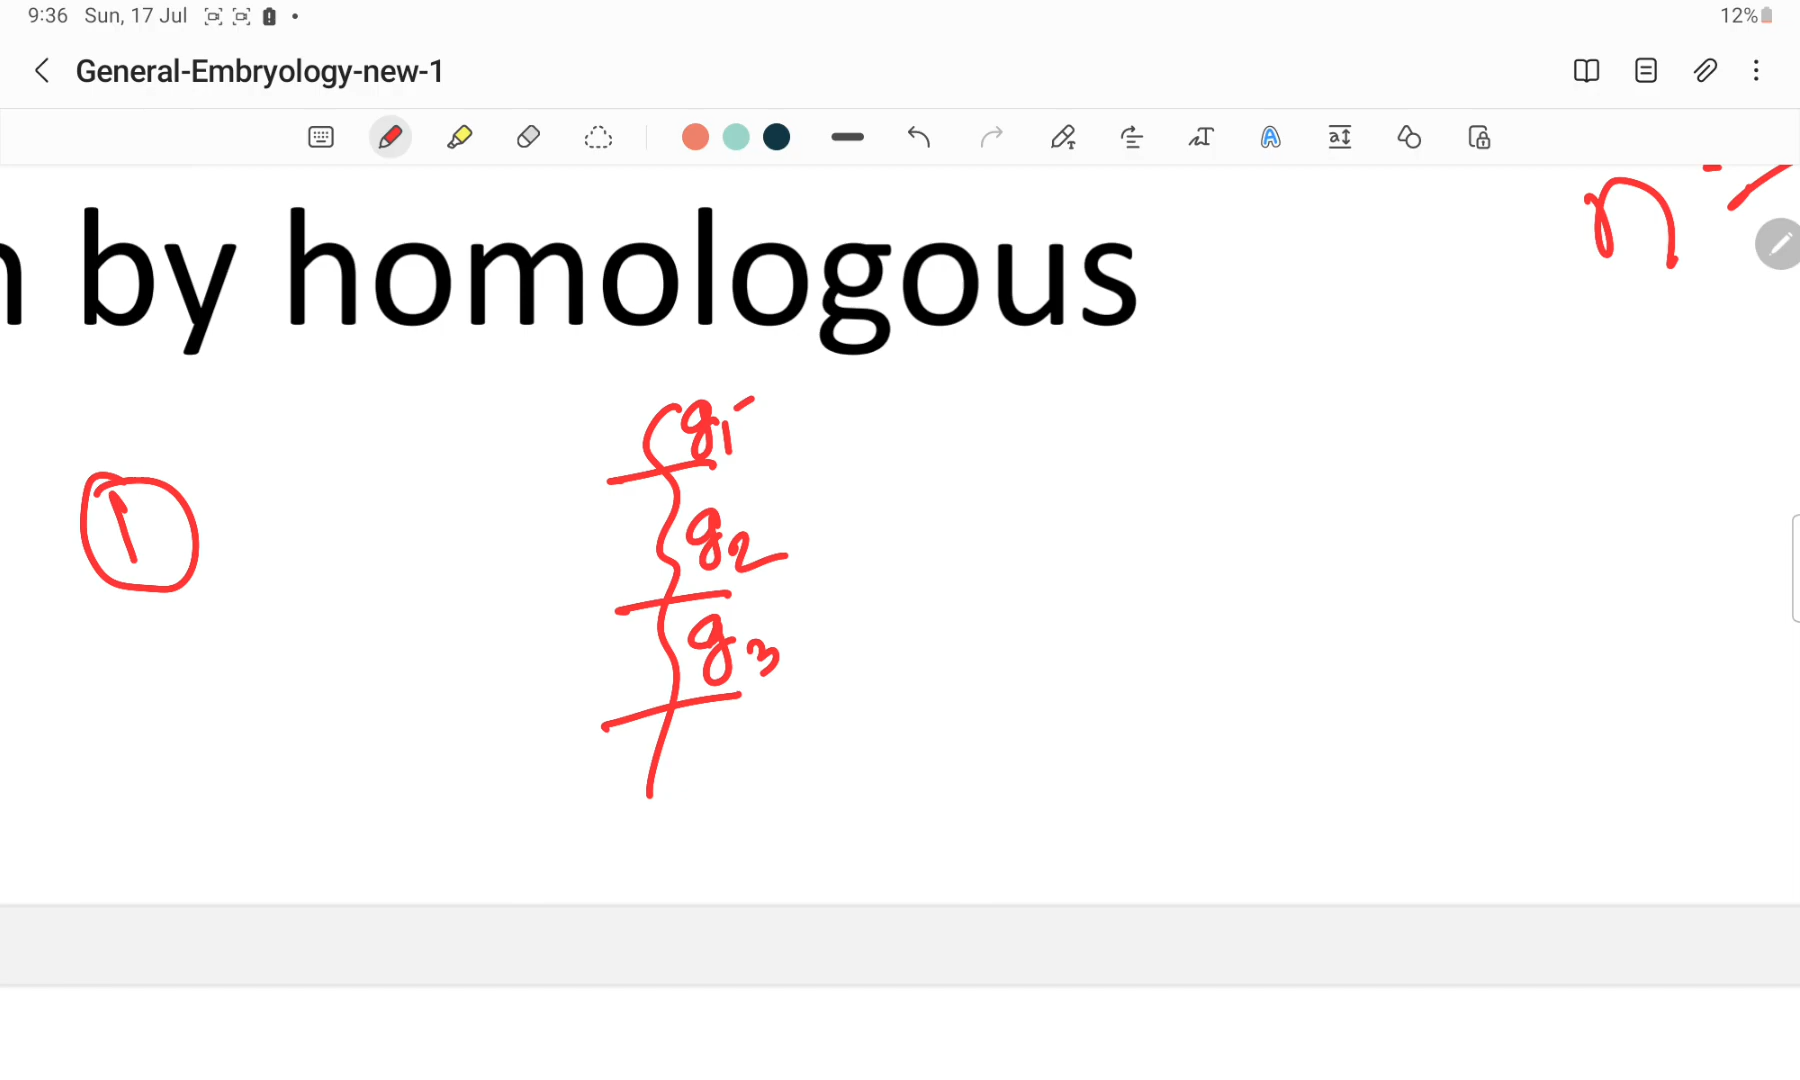 9:36 Sun, 17 Jul
12%
General-Embryology-new-1
n
by homologous
g1
1
g2
g3